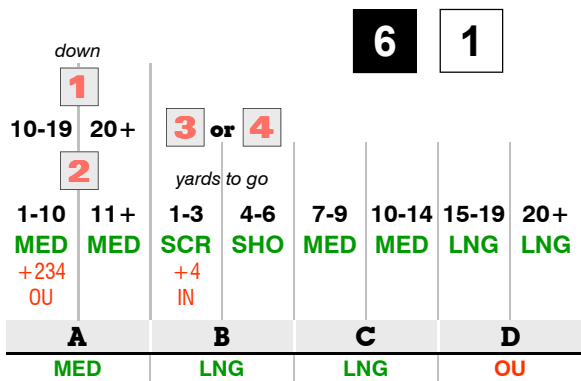 6 1
down
1
10-19 20+ 3 or 4
2 yards to go
1-10 11+ 1-3 4-6 7-9 10-14 15-19 20+
MED MED SCR SHO MED MED LNG LNG
+234 +4
OU IN
A B C D
MED LNG LNG OU